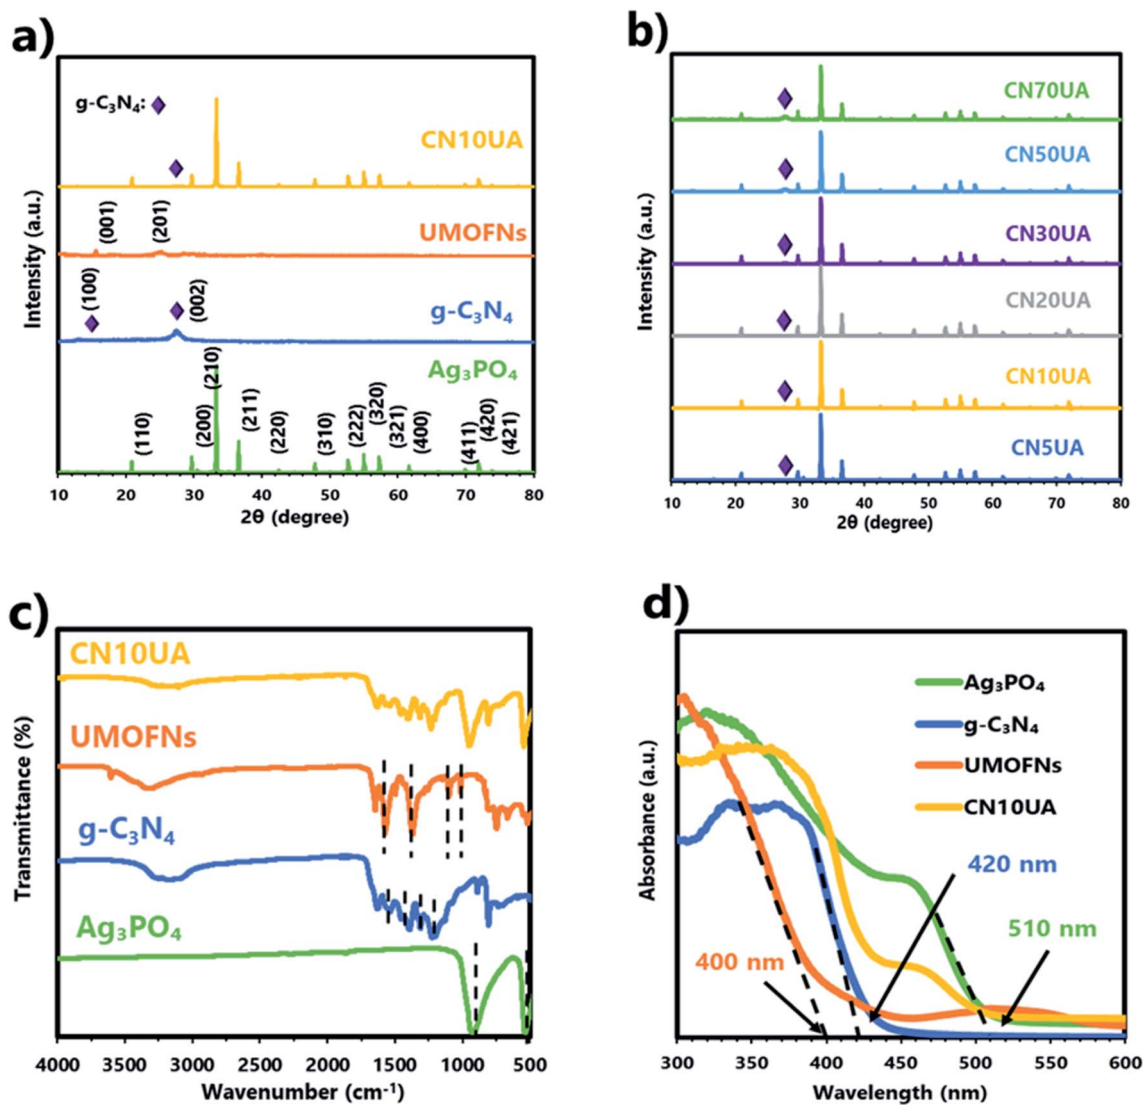 a)
g-C₃N₄:
CN10UA
(001)
(201)
UMOFNs
(100)
(002)
g-C₃N₄
Ag₃PO₄
(110)
(200)
(210)
(211)
(220)
(310)
(222)
(320)
(321)
(400)
(411)
(420)
(421)
Intensity (a.u.)
10 20 30 40 50 60 70 80
2θ (degree)
b)
CN70UA
CN50UA
CN30UA
CN20UA
CN10UA
CN5UA
Intensity (a.u.)
10 20 30 40 50 60 70 80
2θ (degree)
c)
CN10UA
UMOFNs
g-C₃N₄
Ag₃PO₄
Transmittance (%)
4000 3500 3000 2500 2000 1500 1000 500
Wavenumber (cm⁻¹)
d)
Ag₃PO₄
g-C₃N₄
UMOFNs
CN10UA
420 nm
510 nm
400 nm
Absorbance (a.u.)
300 350 400 450 500 550 600
Wavelength (nm)